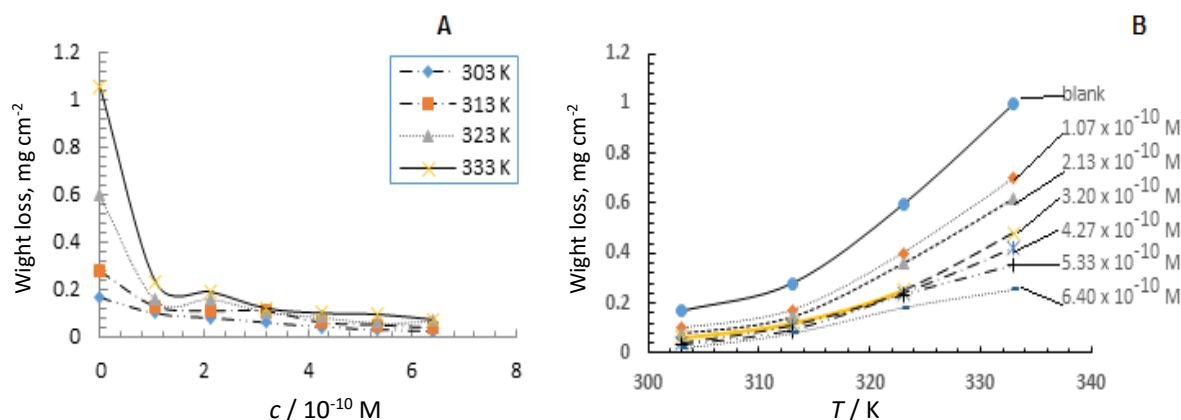 A
Wight loss, mg cm-2
1.2
1
0.8
0.6
0.4
0.2
0
0 2 4 6 8
c / 10-10 M
303 K
313 K
323 K
333 K
B
Wight loss, mg cm-2
1.2
1
0.8
0.6
0.4
0.2
0
300 310 320 330 340
T / K
blank
1.07 x 10-10 M
2.13 x 10-10 M
3.20 x 10-10 M
4.27 x 10-10 M
5.33 x 10-10 M
6.40 x 10-10 M